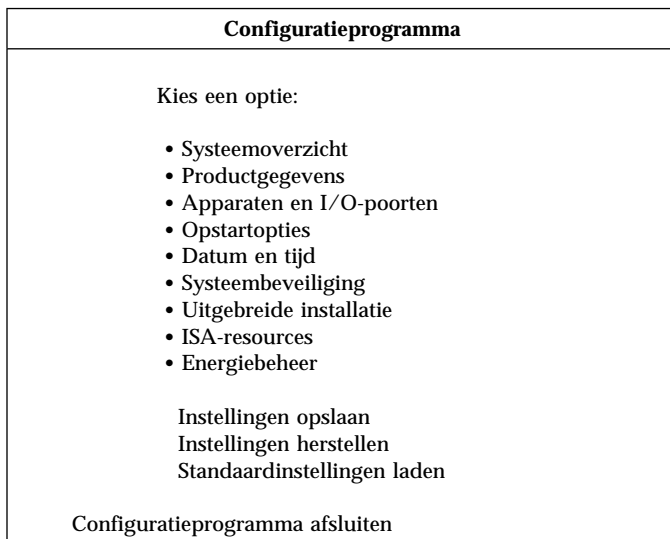 Configuratieprogramma
Kies een optie:
• Systeemoverzicht
• Productgegevens
• Apparaten en I/O-poorten
• Opstartopties
• Datum en tijd
• Systeembeveiliging
• Uitgebreide installatie
• ISA-resources
• Energiebeheer
Instellingen opslaan
Instellingen herstellen
Standaardinstellingen laden
Configuratieprogramma afsluiten